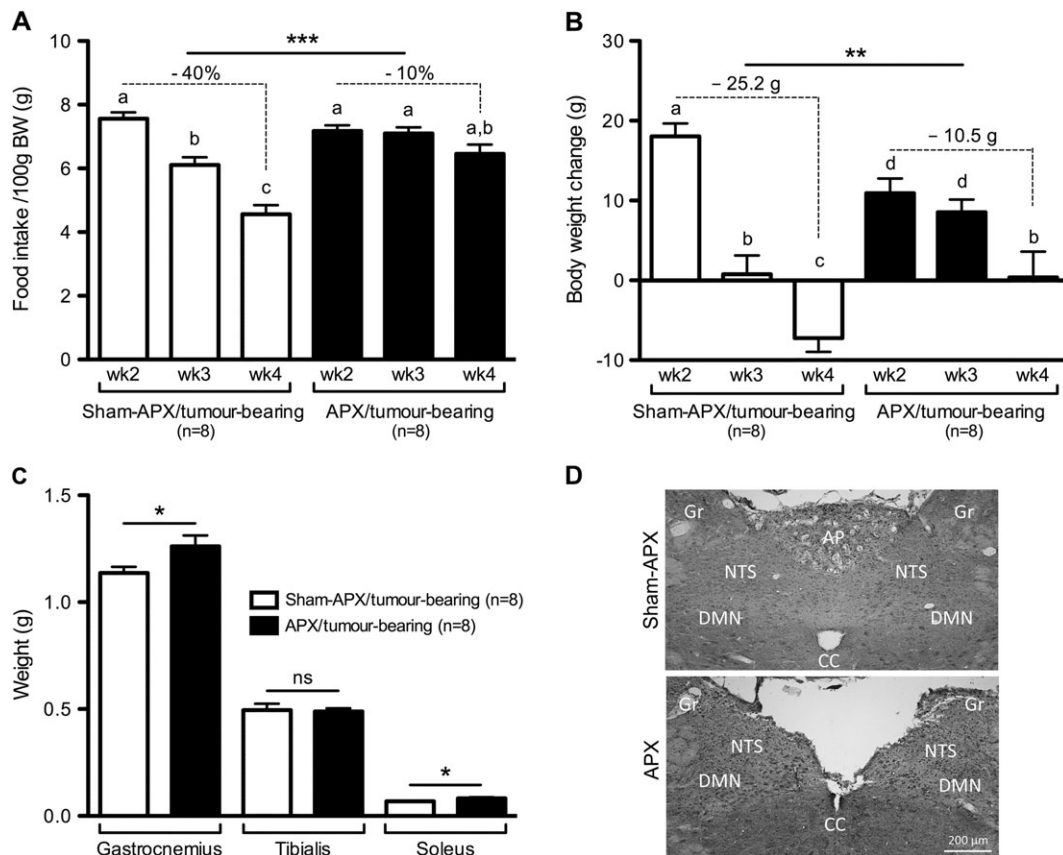 A
Food intake /100g BW (g)
10
8
6
4
2
0
***
- 40%
- 10%
a
b
c
a
a
a,b
wk2
wk3
wk4
wk2
wk3
wk4
Sham-APX/tumour-bearing
(n=8)
APX/tumour-bearing
(n=8)
B
Body weight change (g)
30
20
10
0
-10
**
− 25.2 g
− 10.5 g
a
b
c
d
d
b
wk2
wk3
wk4
wk2
wk3
wk4
Sham-APX/tumour-bearing
(n=8)
APX/tumour-bearing
(n=8)
C
Weight (g)
1.5
1.0
0.5
0.0
*
ns
*
Sham-APX/tumour-bearing (n=8)
APX/tumour-bearing (n=8)
Gastrocnemius
Tibialis
Soleus
D
Sham-APX
Gr
Gr
AP
NTS
NTS
DMN
DMN
CC
APX
Gr
Gr
NTS
NTS
DMN
DMN
CC
200 µm